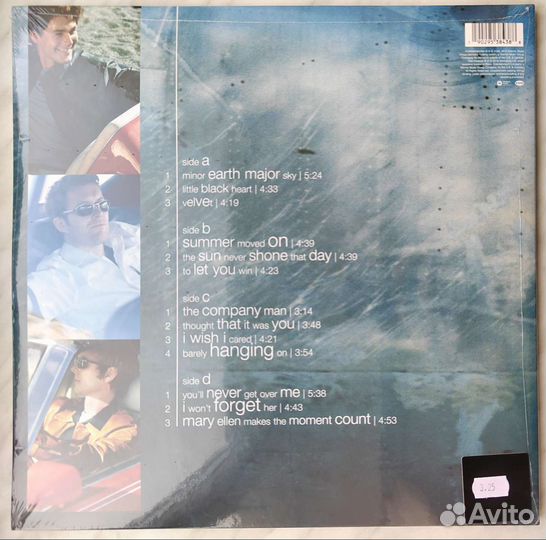 side a
1 minor earth major sky | 5:24
2 little black heart | 4:33
3 velvet | 4:19
side b
1 summer moved on | 4:39
2 the sun never shone that day | 4:39
3 to let you win | 4:23
side c
1 the company man | 3:14
2 thought that it was you | 3:48
3 i wish i cared | 4:21
4 barely hanging on | 3:54
side d
1 you'll never get over me | 5:38
2 i won't forget her | 4:43
3 mary ellen makes the moment count | 4:53
3.25
Avito